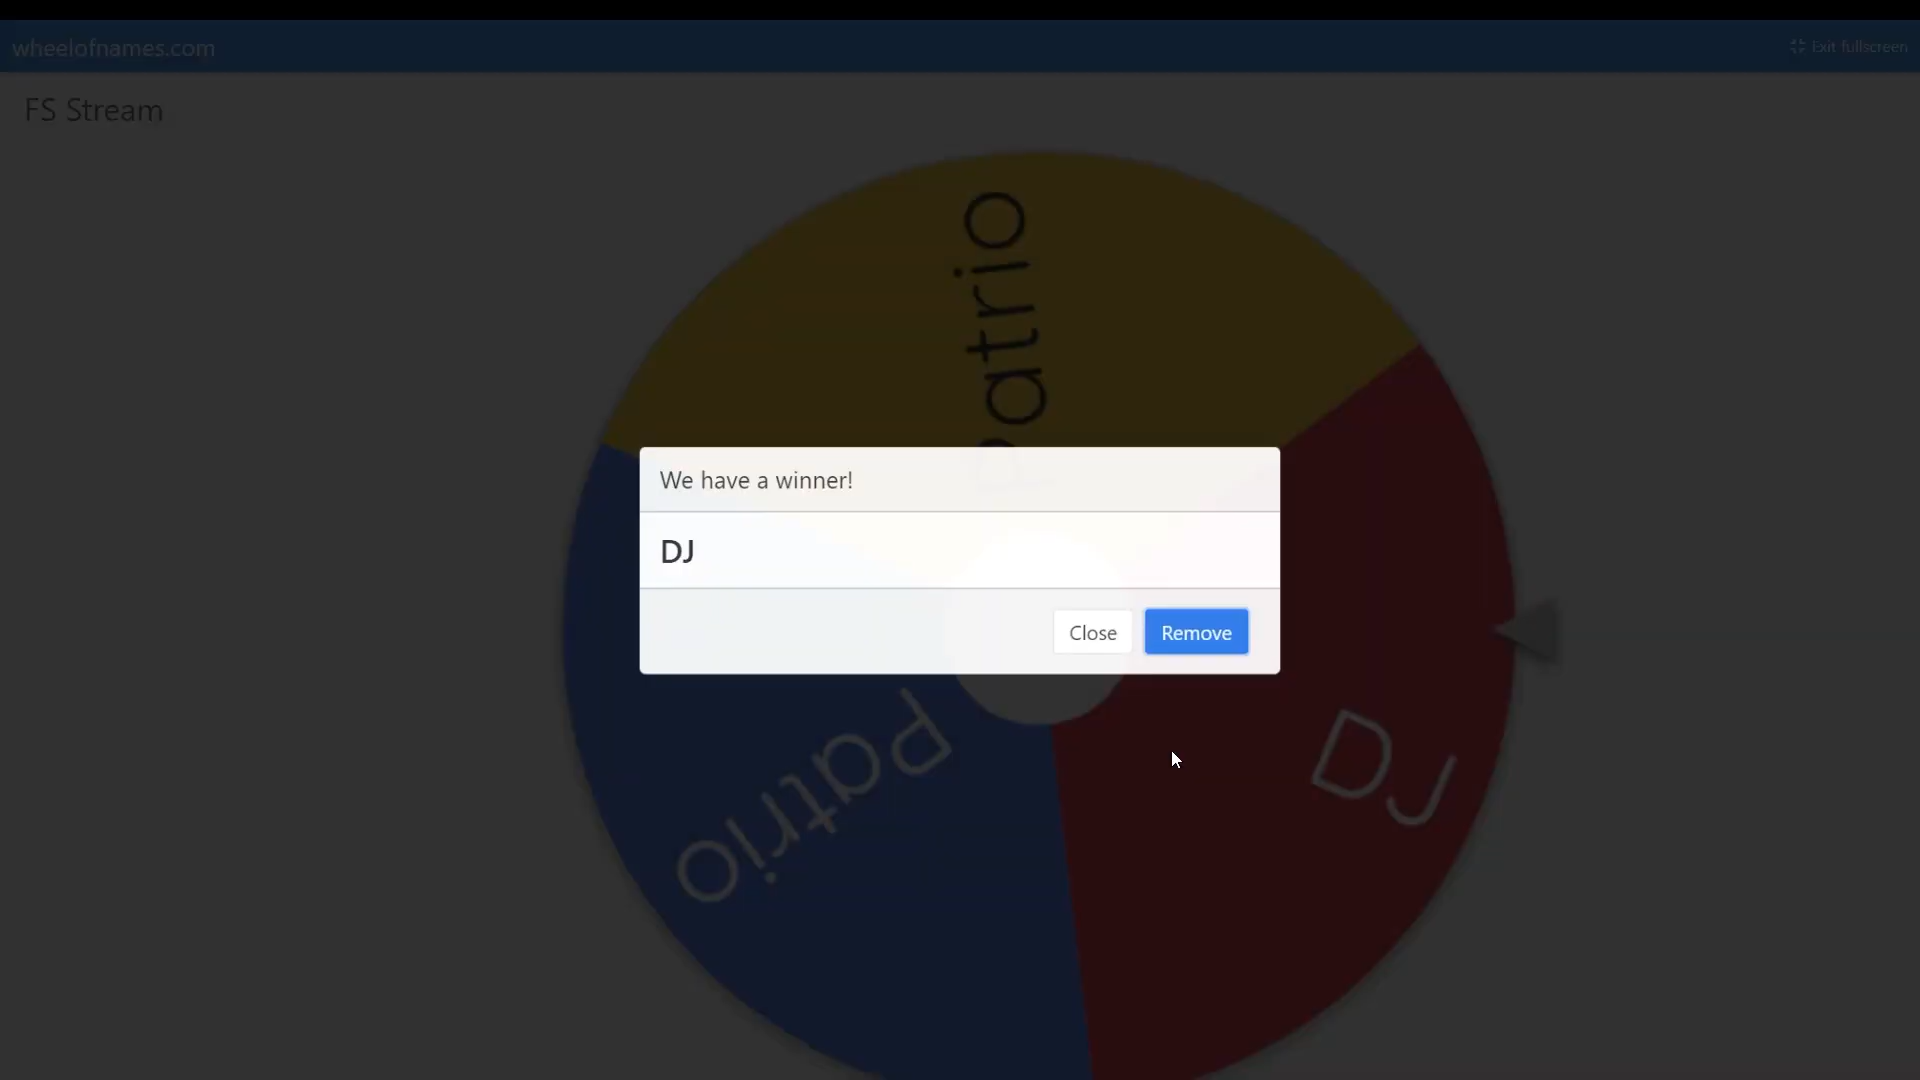 wheelofnames.com
Exit fullscreen
FS Stream
Patrio
We have a winner!
DJ
Close
Remove
Patrio
DJ